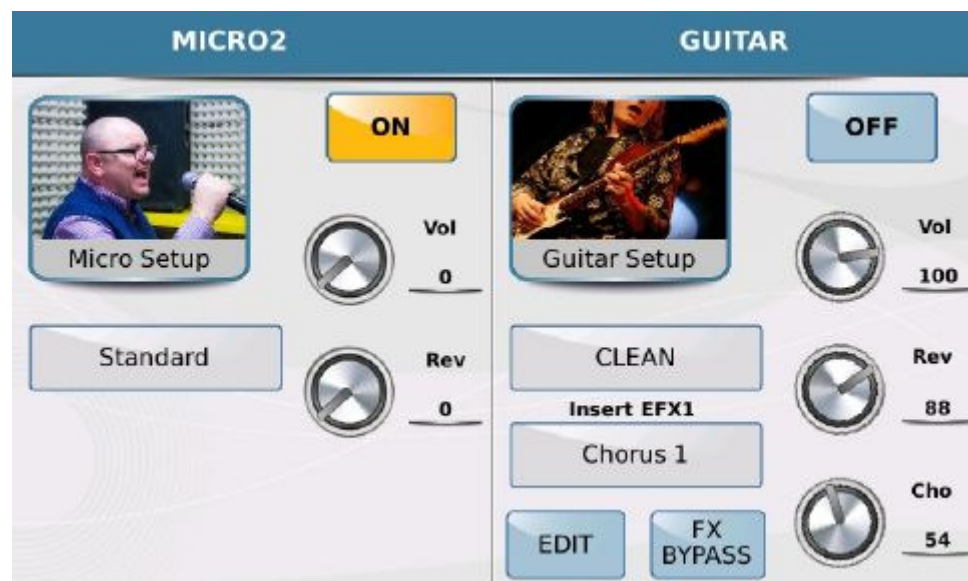 MICRO2
ON
Vol
0
Micro Setup
Standard
Rev
0
GUITAR
OFF
Vol
100
Guitar Setup
CLEAN
Rev
88
Insert EFX1
Chorus 1
Cho
54
EDIT
FX
BYPASS